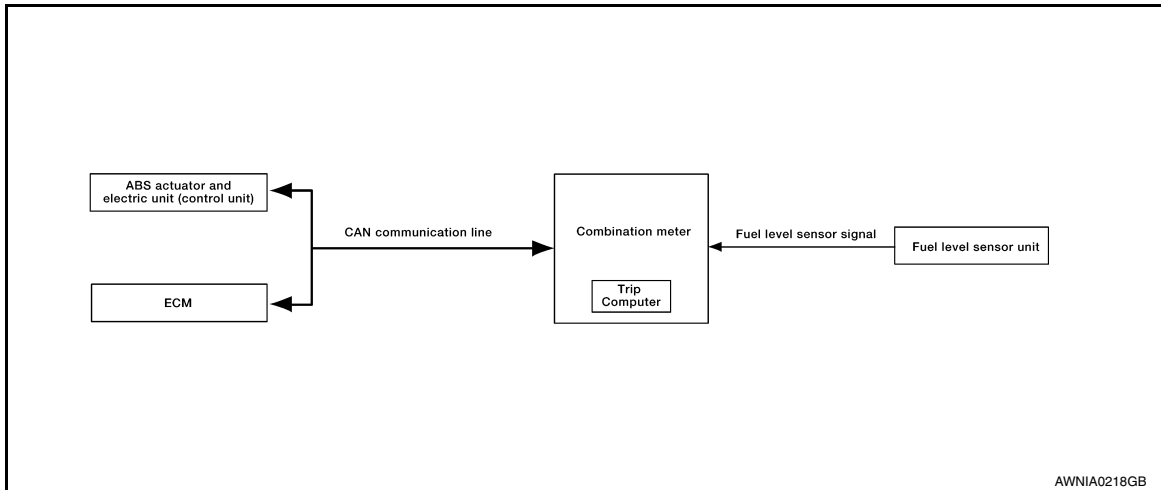 ABS actuator and
electric unit (control unit)
CAN communication line
ECM
Combination meter
Trip
Computer
Fuel level sensor signal
Fuel level sensor unit
AWNIA0218GB